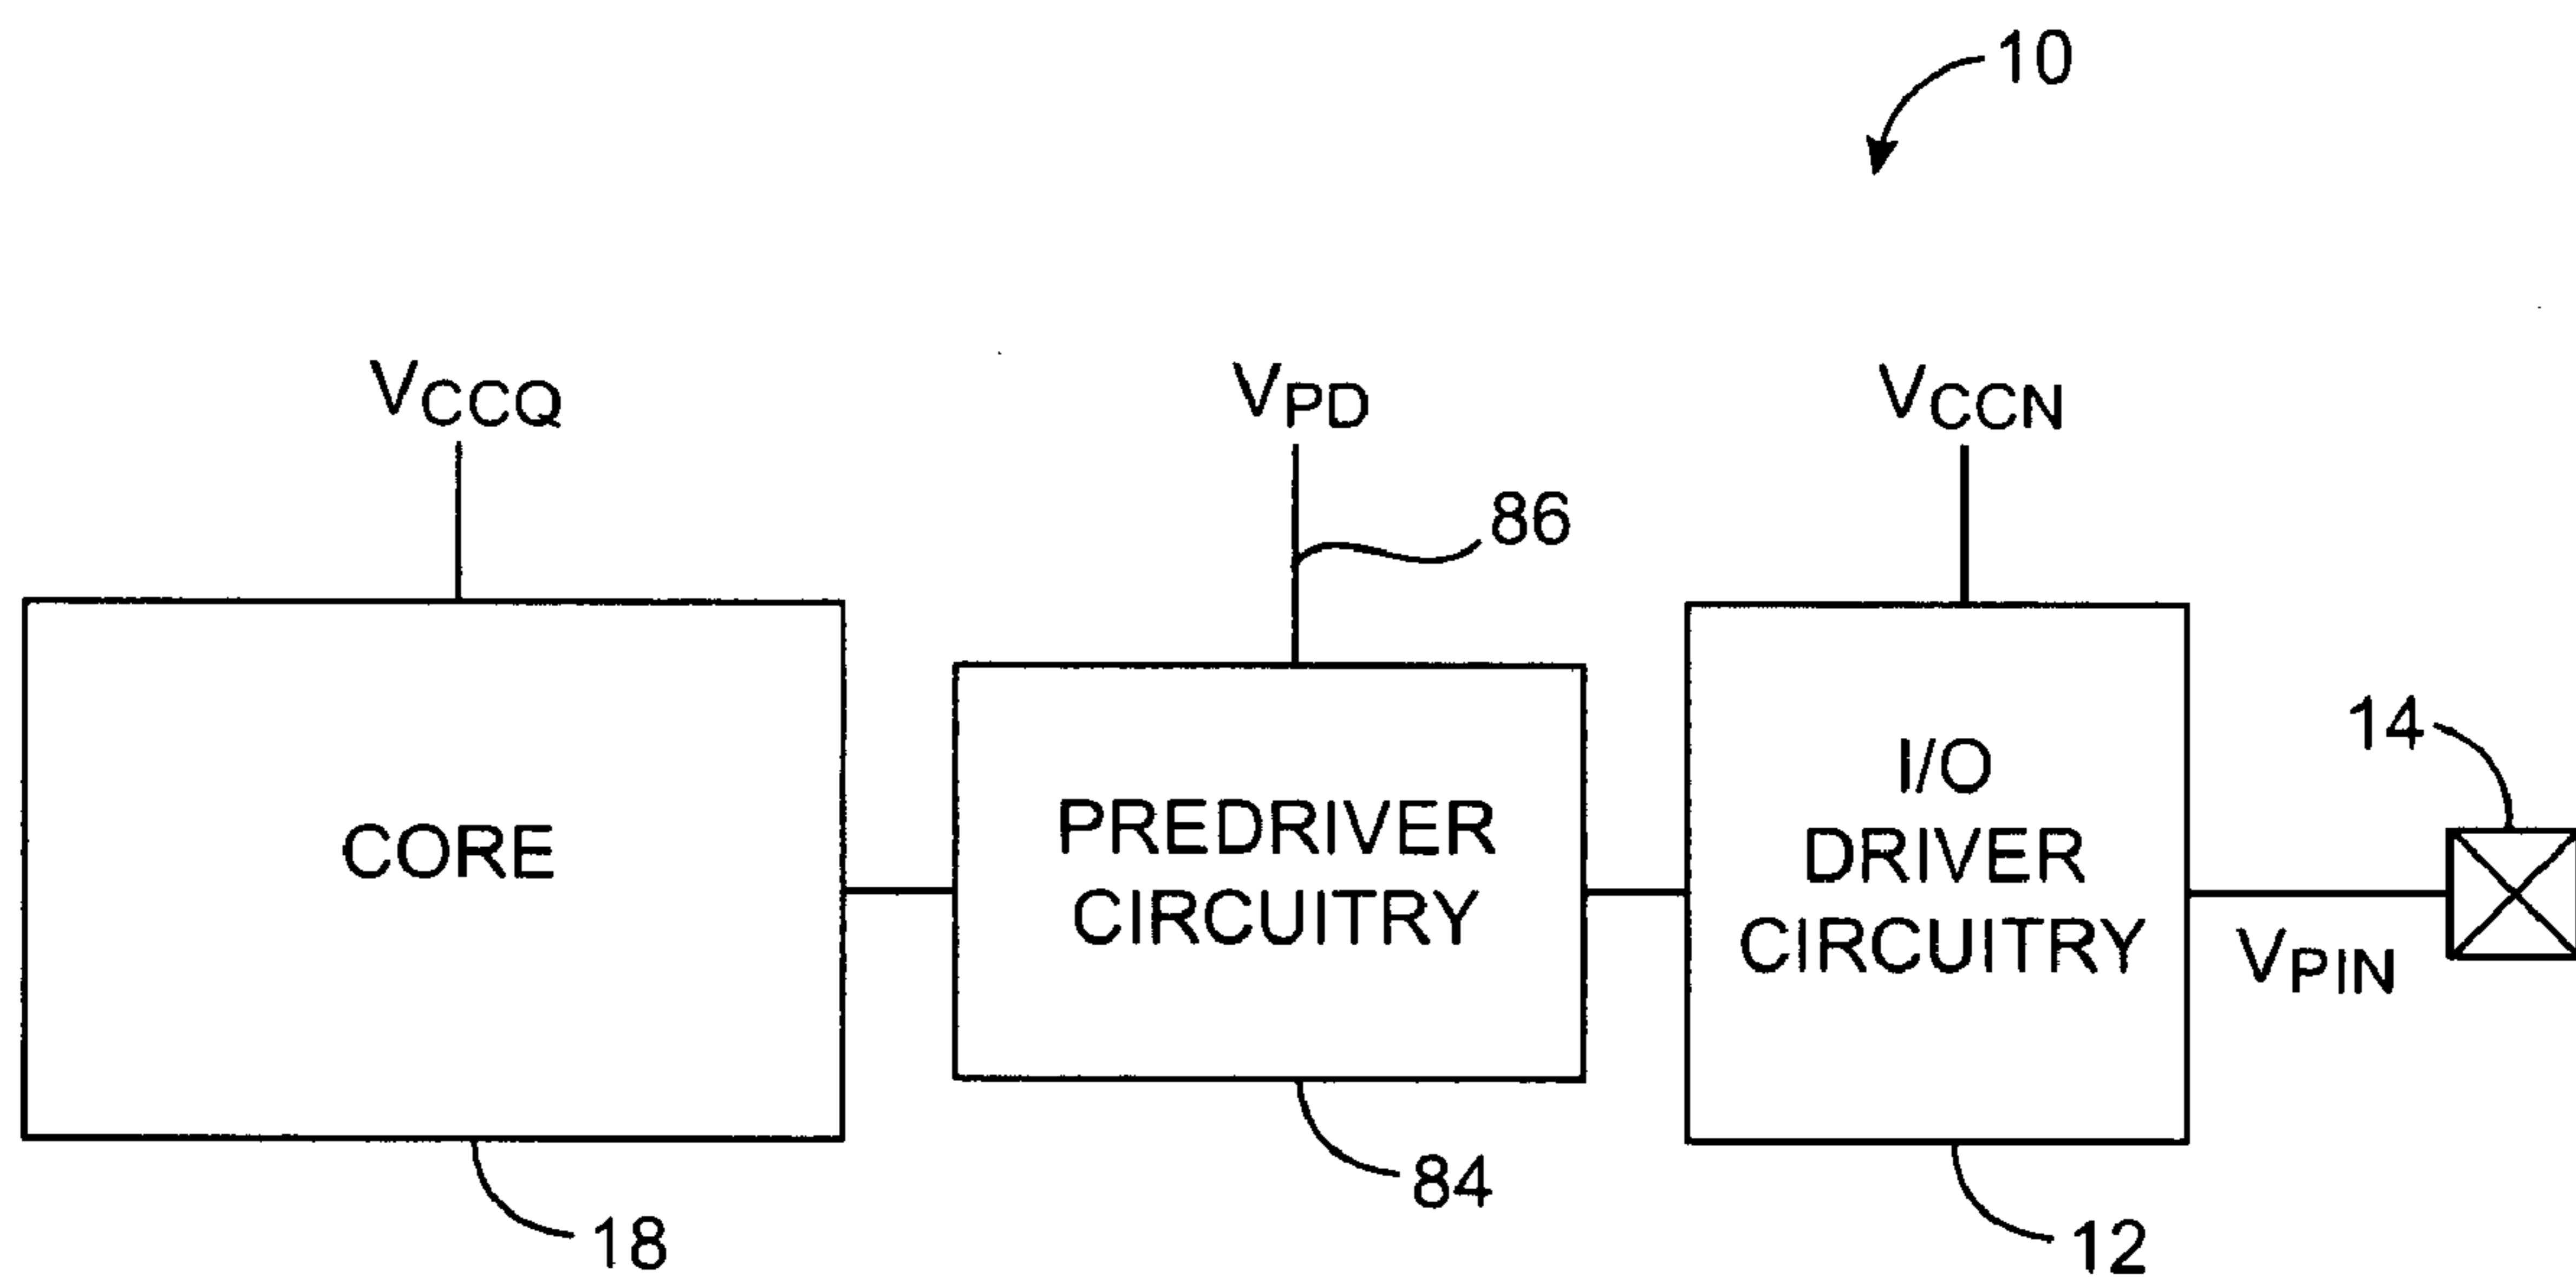 10
VCCQ
VPD
VCCN
86
14
CORE
PREDRIVER
CIRCUITRY
I/O
DRIVER
CIRCUITRY
VPIN
84
18
12